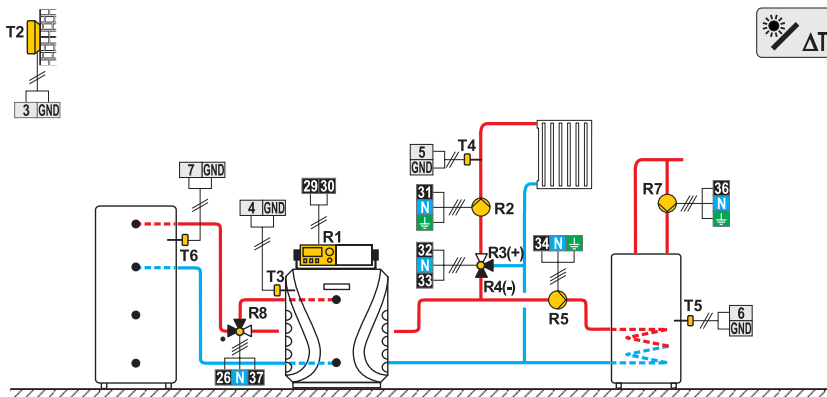 T2
3 GND
ΔT
7 GND
T6
4 GND
T3
29 30
R1
R8
26 N 37
5
GND
T4
31
N
R2
32
N
33
R3(+)
R4(-)
34 N
R5
R7
36
N
T5
6
GND